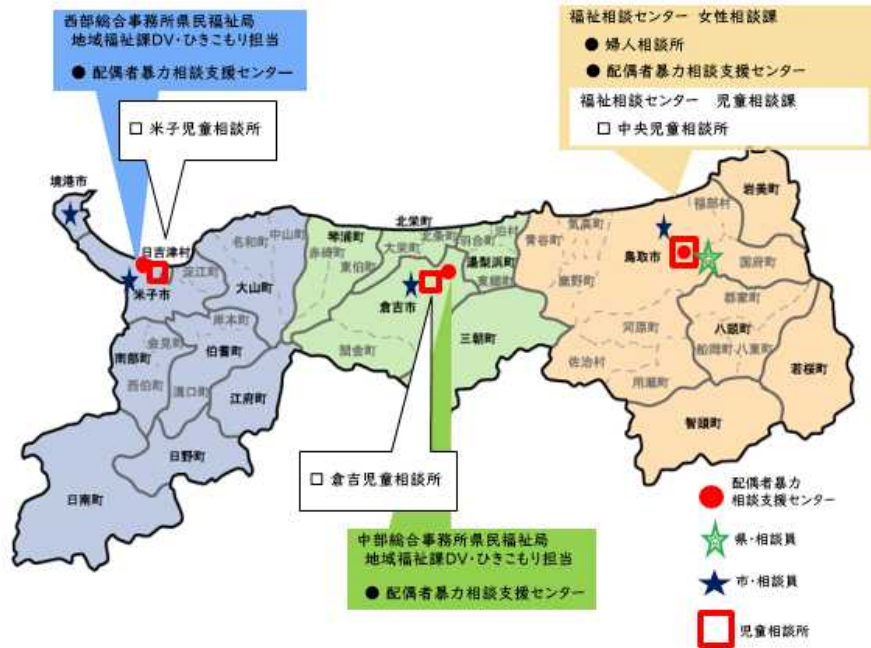 西部総合事務所県民福祉局
地域福祉課DV・ひきこもり担当
● 配偶者暴力相談支援センター
福祉相談センター 女性相談課
● 婦人相談所
● 配偶者暴力相談支援センター
福祉相談センター 児童相談課
□ 中央児童相談所
□ 米子児童相談所
境港市
日吉津村
米子市
淀江町
名和町
中山町
大山町
岸本町
会見町
南部町
伯耆町
西伯町
溝口町
江府町
日野町
日南町
琴浦町
赤碕町
東伯町
北栄町
大栄町
北条町
羽合町
泊村
湯梨浜町
東郷町
倉吉市
関金町
三朝町
青谷町
気高町
鹿野町
鳥取市
福部村
岩美町
国府町
郡家町
河原町
八頭町
船岡町
八東町
佐治村
用瀬町
若桜町
智頭町
□ 倉吉児童相談所
中部総合事務所県民福祉局
地域福祉課DV・ひきこもり担当
● 配偶者暴力相談支援センター
配偶者暴力
相談支援センター
県・相談員
市・相談員
児童相談所